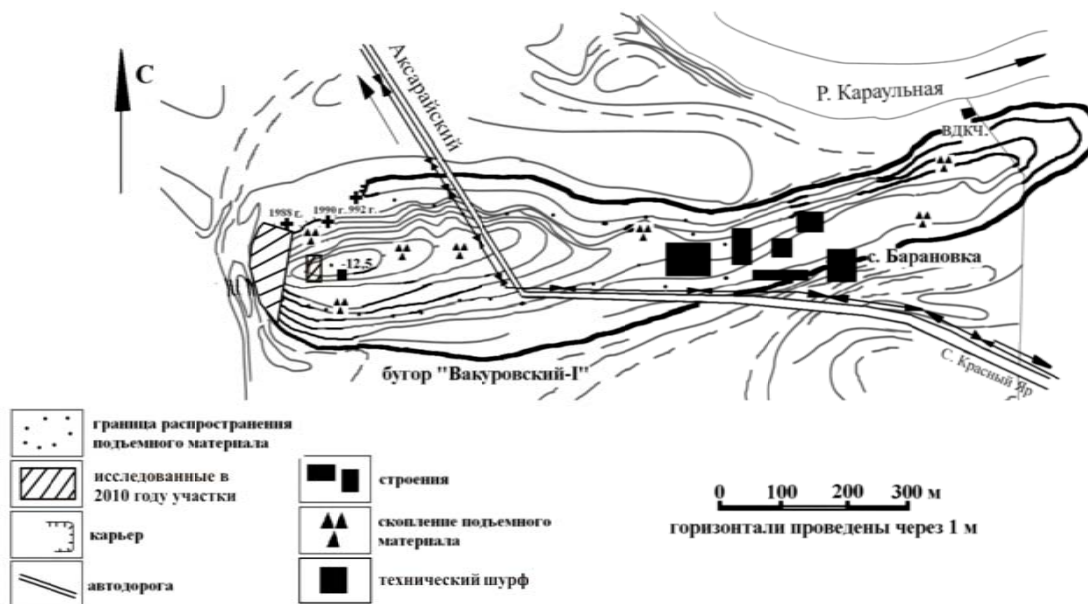 С
Аксарайский
Р. Караульная
ВДКЧ.
1988 г.
1990 г.
992 г.
-12,5
с. Барановка
С. Красный Яр
бугор "Вакуровский-I"
граница распространения
подъемного материала
исследованные в
2010 году участки
карьер
автодорога
строения
скопление подъемного
материала
технический шурф
0 100 200 300 м
горизонтали проведены через 1 м